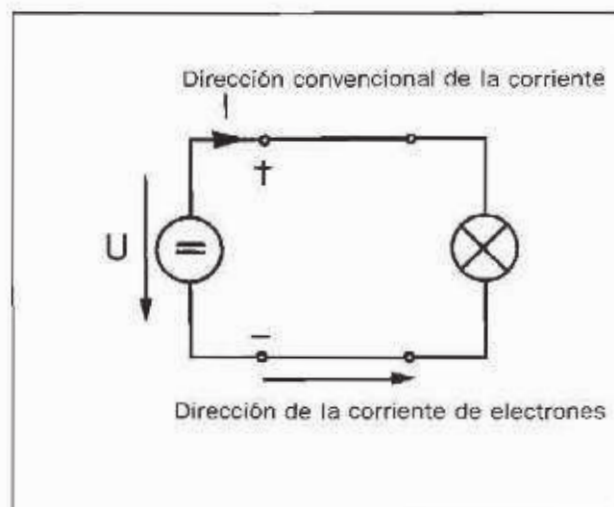 Dirección convencional de la corriente
I
+
U
=
−
Dirección de la corriente de electrones